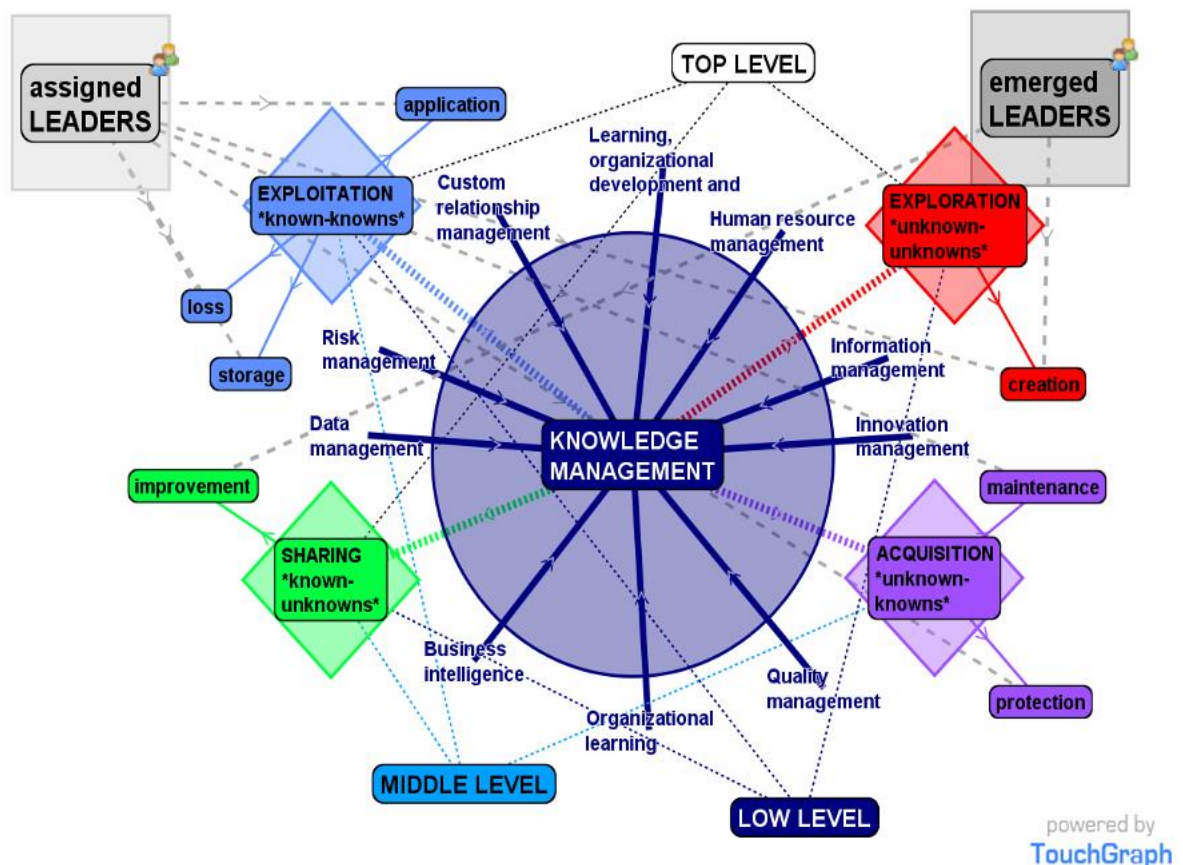 assigned
LEADERS
TOP LEVEL
emerged
LEADERS
application
Learning,
organizational
development and
EXPLOITATION
*known-knowns*
Custom
relationship
management
Human resource
management
EXPLORATION
*unknown-
unknowns*
loss
storage
Risk
management
Information
management
creation
Data
management
KNOWLEDGE
MANAGEMENT
Innovation
management
improvement
maintenance
SHARING
*known-
unknowns*
ACQUISITION
*unknown-
knowns*
Business
intelligence
Quality
management
protection
Organizational
learning
MIDDLE LEVEL
LOW LEVEL
powered by
TouchGraph